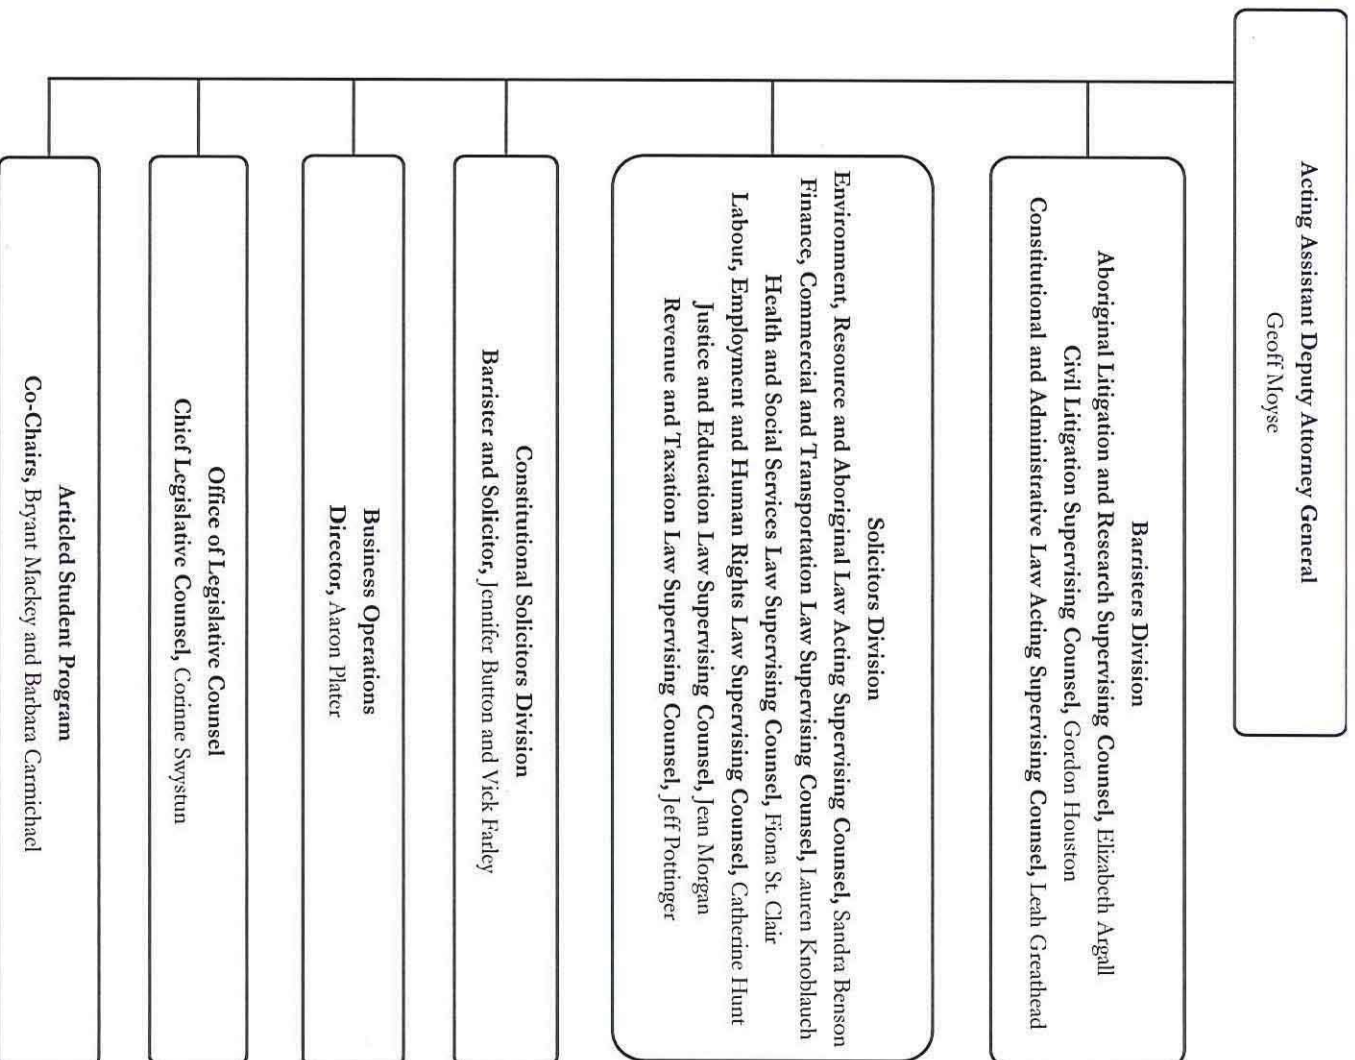 Acting Assistant Deputy Attorney General
Geoff Moyse
Barristers Division
Aboriginal Litigation and Research Supervising Counsel, Elizabeth Argall
Civil Litigation Supervising Counsel, Gordon Houston
Constitutional and Administrative Law Acting Supervising Counsel, Leah Greathead
Solicitors Division
Environment, Resource and Aboriginal Law Acting Supervising Counsel, Sandra Benson
Finance, Commercial and Transportation Law Supervising Counsel, Lauren Knoblauch
Health and Social Services Law Supervising Counsel, Fiona St. Clair
Labour, Employment and Human Rights Law Supervising Counsel, Catherine Hunt
Justice and Education Law Supervising Counsel, Jean Morgan
Revenue and Taxation Law Supervising Counsel, Jeff Pottinger
Constitutional Solicitors Division
Barrister and Solicitor, Jennifer Button and Vick Farley
Business Operations
Director, Aaron Plater
Office of Legislative Counsel
Chief Legislative Counsel, Corinne Swystun
Articled Student Program
Co-Chairs, Bryant Mackey and Barbara Carmichael